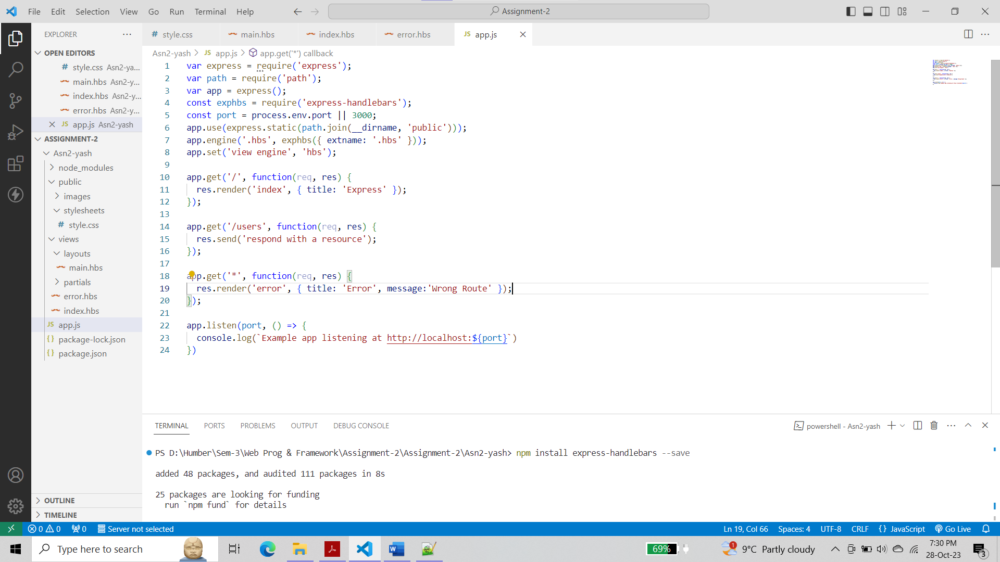 File Edit Selection View Go Run Terminal Help
Assignment-2
EXPLORER
style.css main.hbs index.hbs error.hbs JS app.js
OPEN EDITORS
style.css Asn2-ya...
main.hbs Asn2-y...
index.hbs Asn2-y...
error.hbs Asn2-y...
JS app.js Asn2-yash
ASSIGNMENT-2
Asn2-yash
node_modules
public
images
stylesheets
# style.css
views
layouts
main.hbs
partials
error.hbs
index.hbs
JS app.js
{} package-lock.json
{} package.json
OUTLINE
TIMELINE
Asn2-yash > JS app.js > app.get('*') callback
1 var express = require('express');
2 var path = require('path');
3 var app = express();
4 const exphbs = require('express-handlebars');
5 const port = process.env.port || 3000;
6 app.use(express.static(path.join(__dirname, 'public')));
7 app.engine('.hbs', exphbs({ extname: '.hbs' }));
8 app.set('view engine', 'hbs');
9
10 app.get('/', function(req, res) {
11 res.render('index', { title: 'Express' });
12 });
13
14 app.get('/users', function(req, res) {
15 res.send('respond with a resource');
16 });
17
18 app.get('*', function(req, res) {
19 res.render('error', { title: 'Error', message:'Wrong Route' });
20 });
21
22 app.listen(port, () => {
23 console.log(`Example app listening at http://localhost:${port}`)
24 })
TERMINAL PORTS PROBLEMS OUTPUT DEBUG CONSOLE
powershell - Asn2-yash
PS D:\Humber\Sem-3\Web Prog & Framework\Assignment-2\Assignment-2\Asn2-yash> npm install express-handlebars --save
added 48 packages, and audited 111 packages in 8s
25 packages are looking for funding
run `npm fund` for details
0 0 0 Server not selected
Ln 19, Col 66 Spaces: 4 UTF-8 CRLF {} JavaScript Go Live
Type here to search
69%
1
9°C Partly cloudy
7:30 PM
28-Oct-23
3